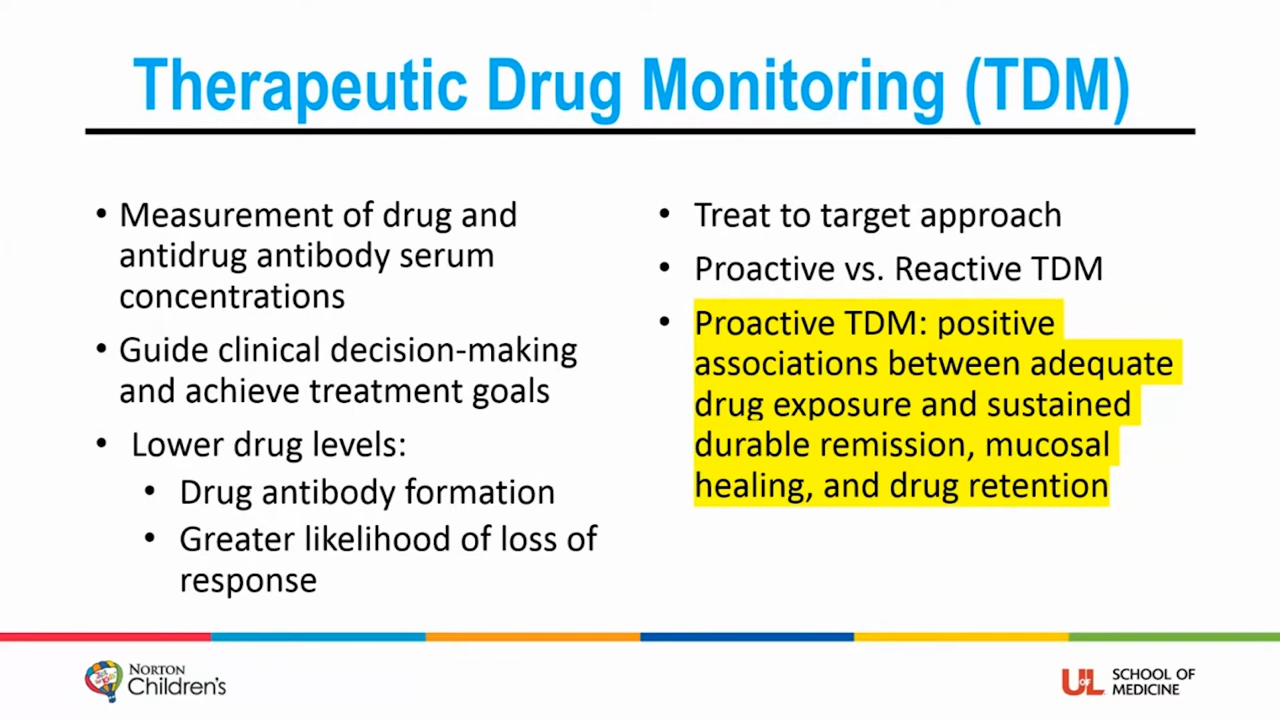 Therapeutic Drug Monitoring (TDM)
• Measurement of drug and
antidrug antibody serum
concentrations
• Guide clinical decision-making
and achieve treatment goals
• Lower drug levels:
• Drug antibody formation
• Greater likelihood of loss of
response
• Treat to target approach
• Proactive vs. Reactive TDM
• Proactive TDM: positive
associations between adequate
drug exposure and sustained
durable remission, mucosal
healing, and drug retention
NORTON
Children's
UofL
SCHOOL OF
MEDICINE